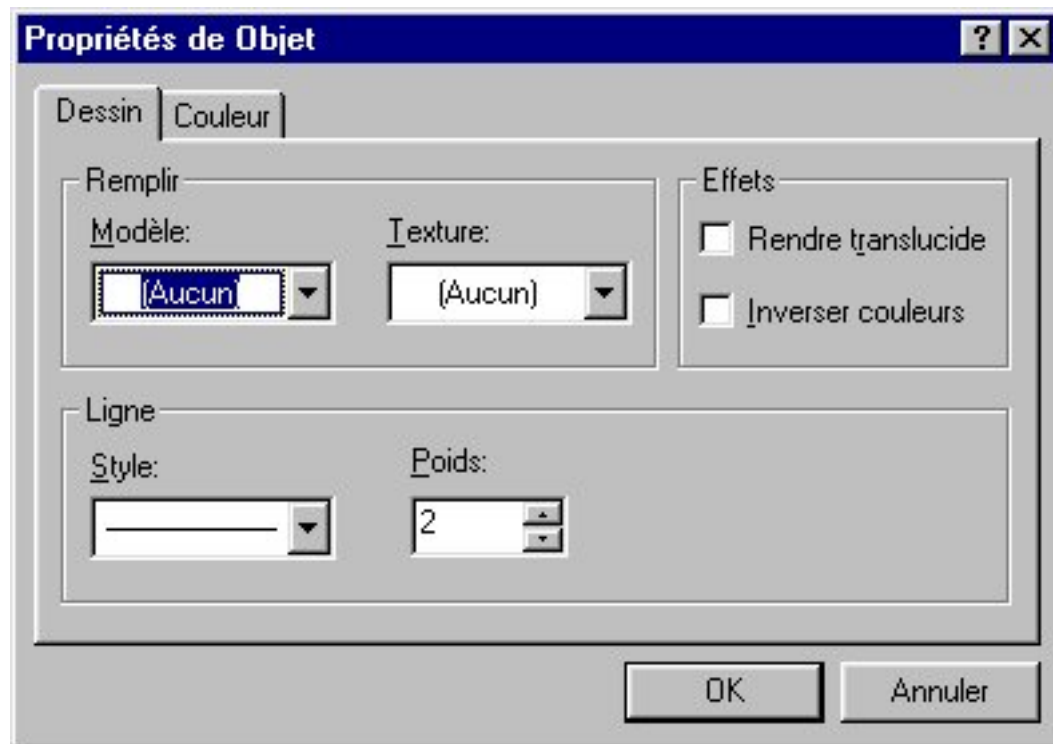 Propriétés de Objet
Dessin
Couleur
Remplir
Modèle:
Texture:
(Aucun)
(Aucun)
Effets
Rendre translucide
Inverser couleurs
Ligne
Style:
Poids:
2
OK
Annuler